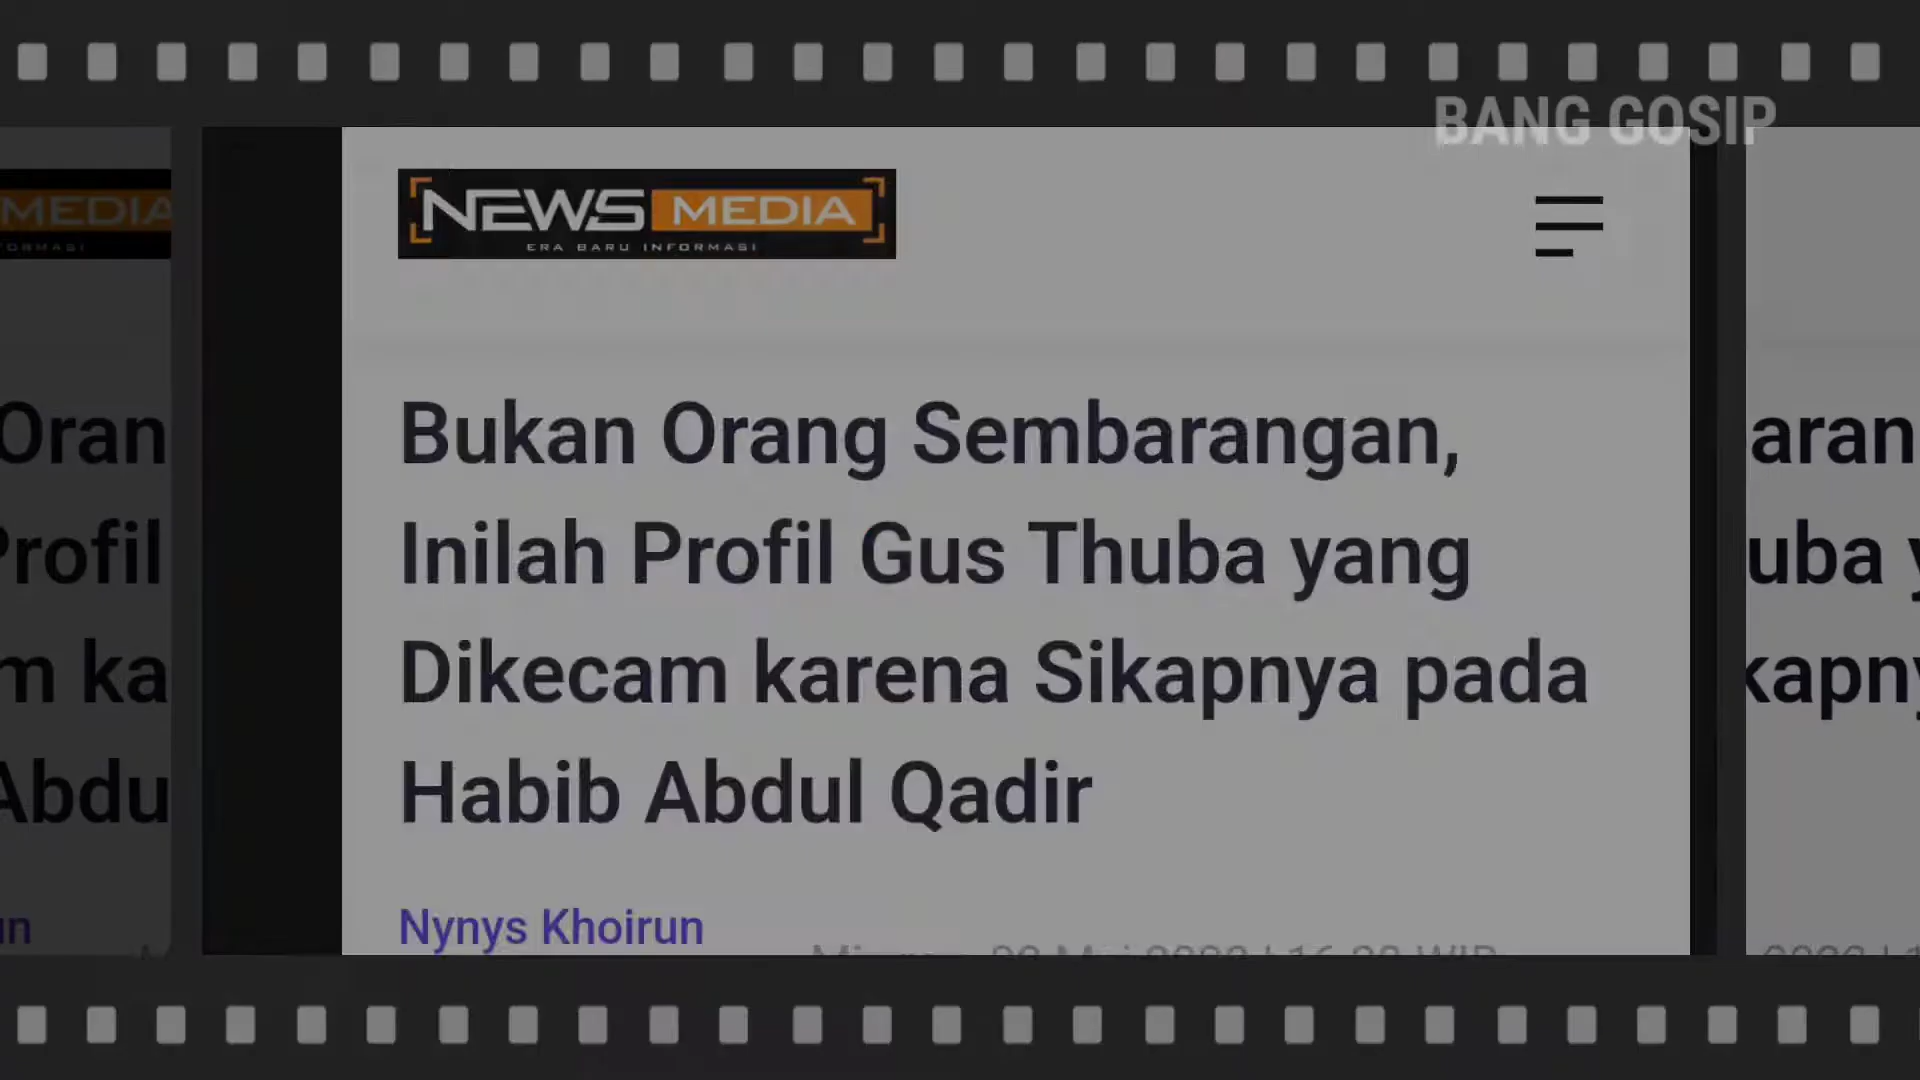 BANG GOSIP
NEWS MEDIA
ERA BARU INFORMASI
Bukan Orang Sembarangan,
Inilah Profil Gus Thuba yang
Dikecam karena Sikapnya pada
Habib Abdul Qadir
Nynys Khoirun